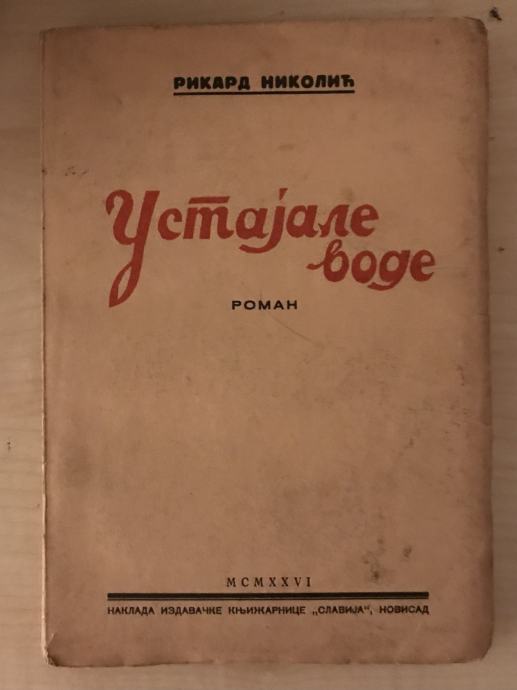 РИКАРД НИКОЛИЋ
Устајале
воде
РОМАН
MCMXXVI
НАКЛАДА ИЗДАВАЧКЕ КЊИЖАРНИЦЕ „СЛАВИЈА“, НОВИСАД